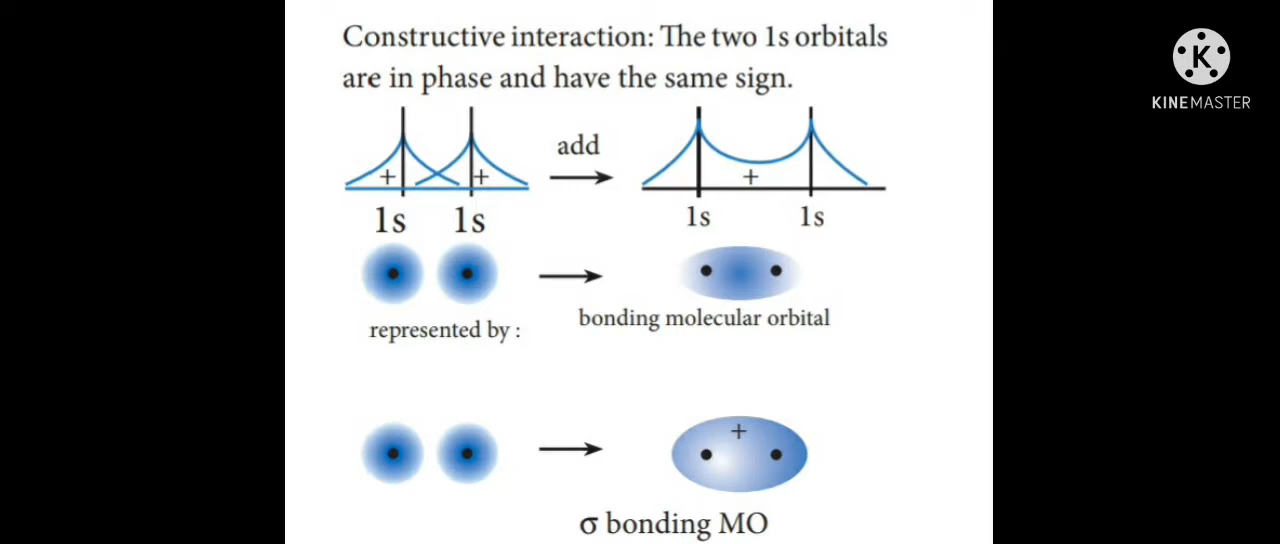 Constructive interaction: The two 1s orbitals
are in phase and have the same sign.
add
+ +
+
1s 1s
1s 1s
represented by :
bonding molecular orbital
+
σ bonding MO
K
KINEMASTER